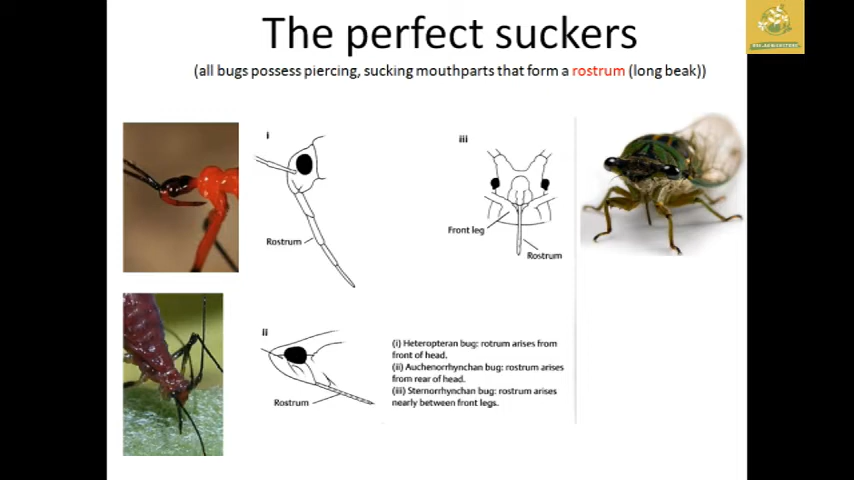 The perfect suckers
(all bugs possess piercing, sucking mouthparts that form a rostrum (long beak))
i
Rostrum
iii
Front leg
Rostrum
ii
Rostrum
(i) Heteropteran bug: rotrum arises from
front of head.
(ii) Auchenorrhynchan bug: rostrum arises
from rear of head.
(iii) Sternorrhynchan bug: rostrum arises
nearly between front legs.